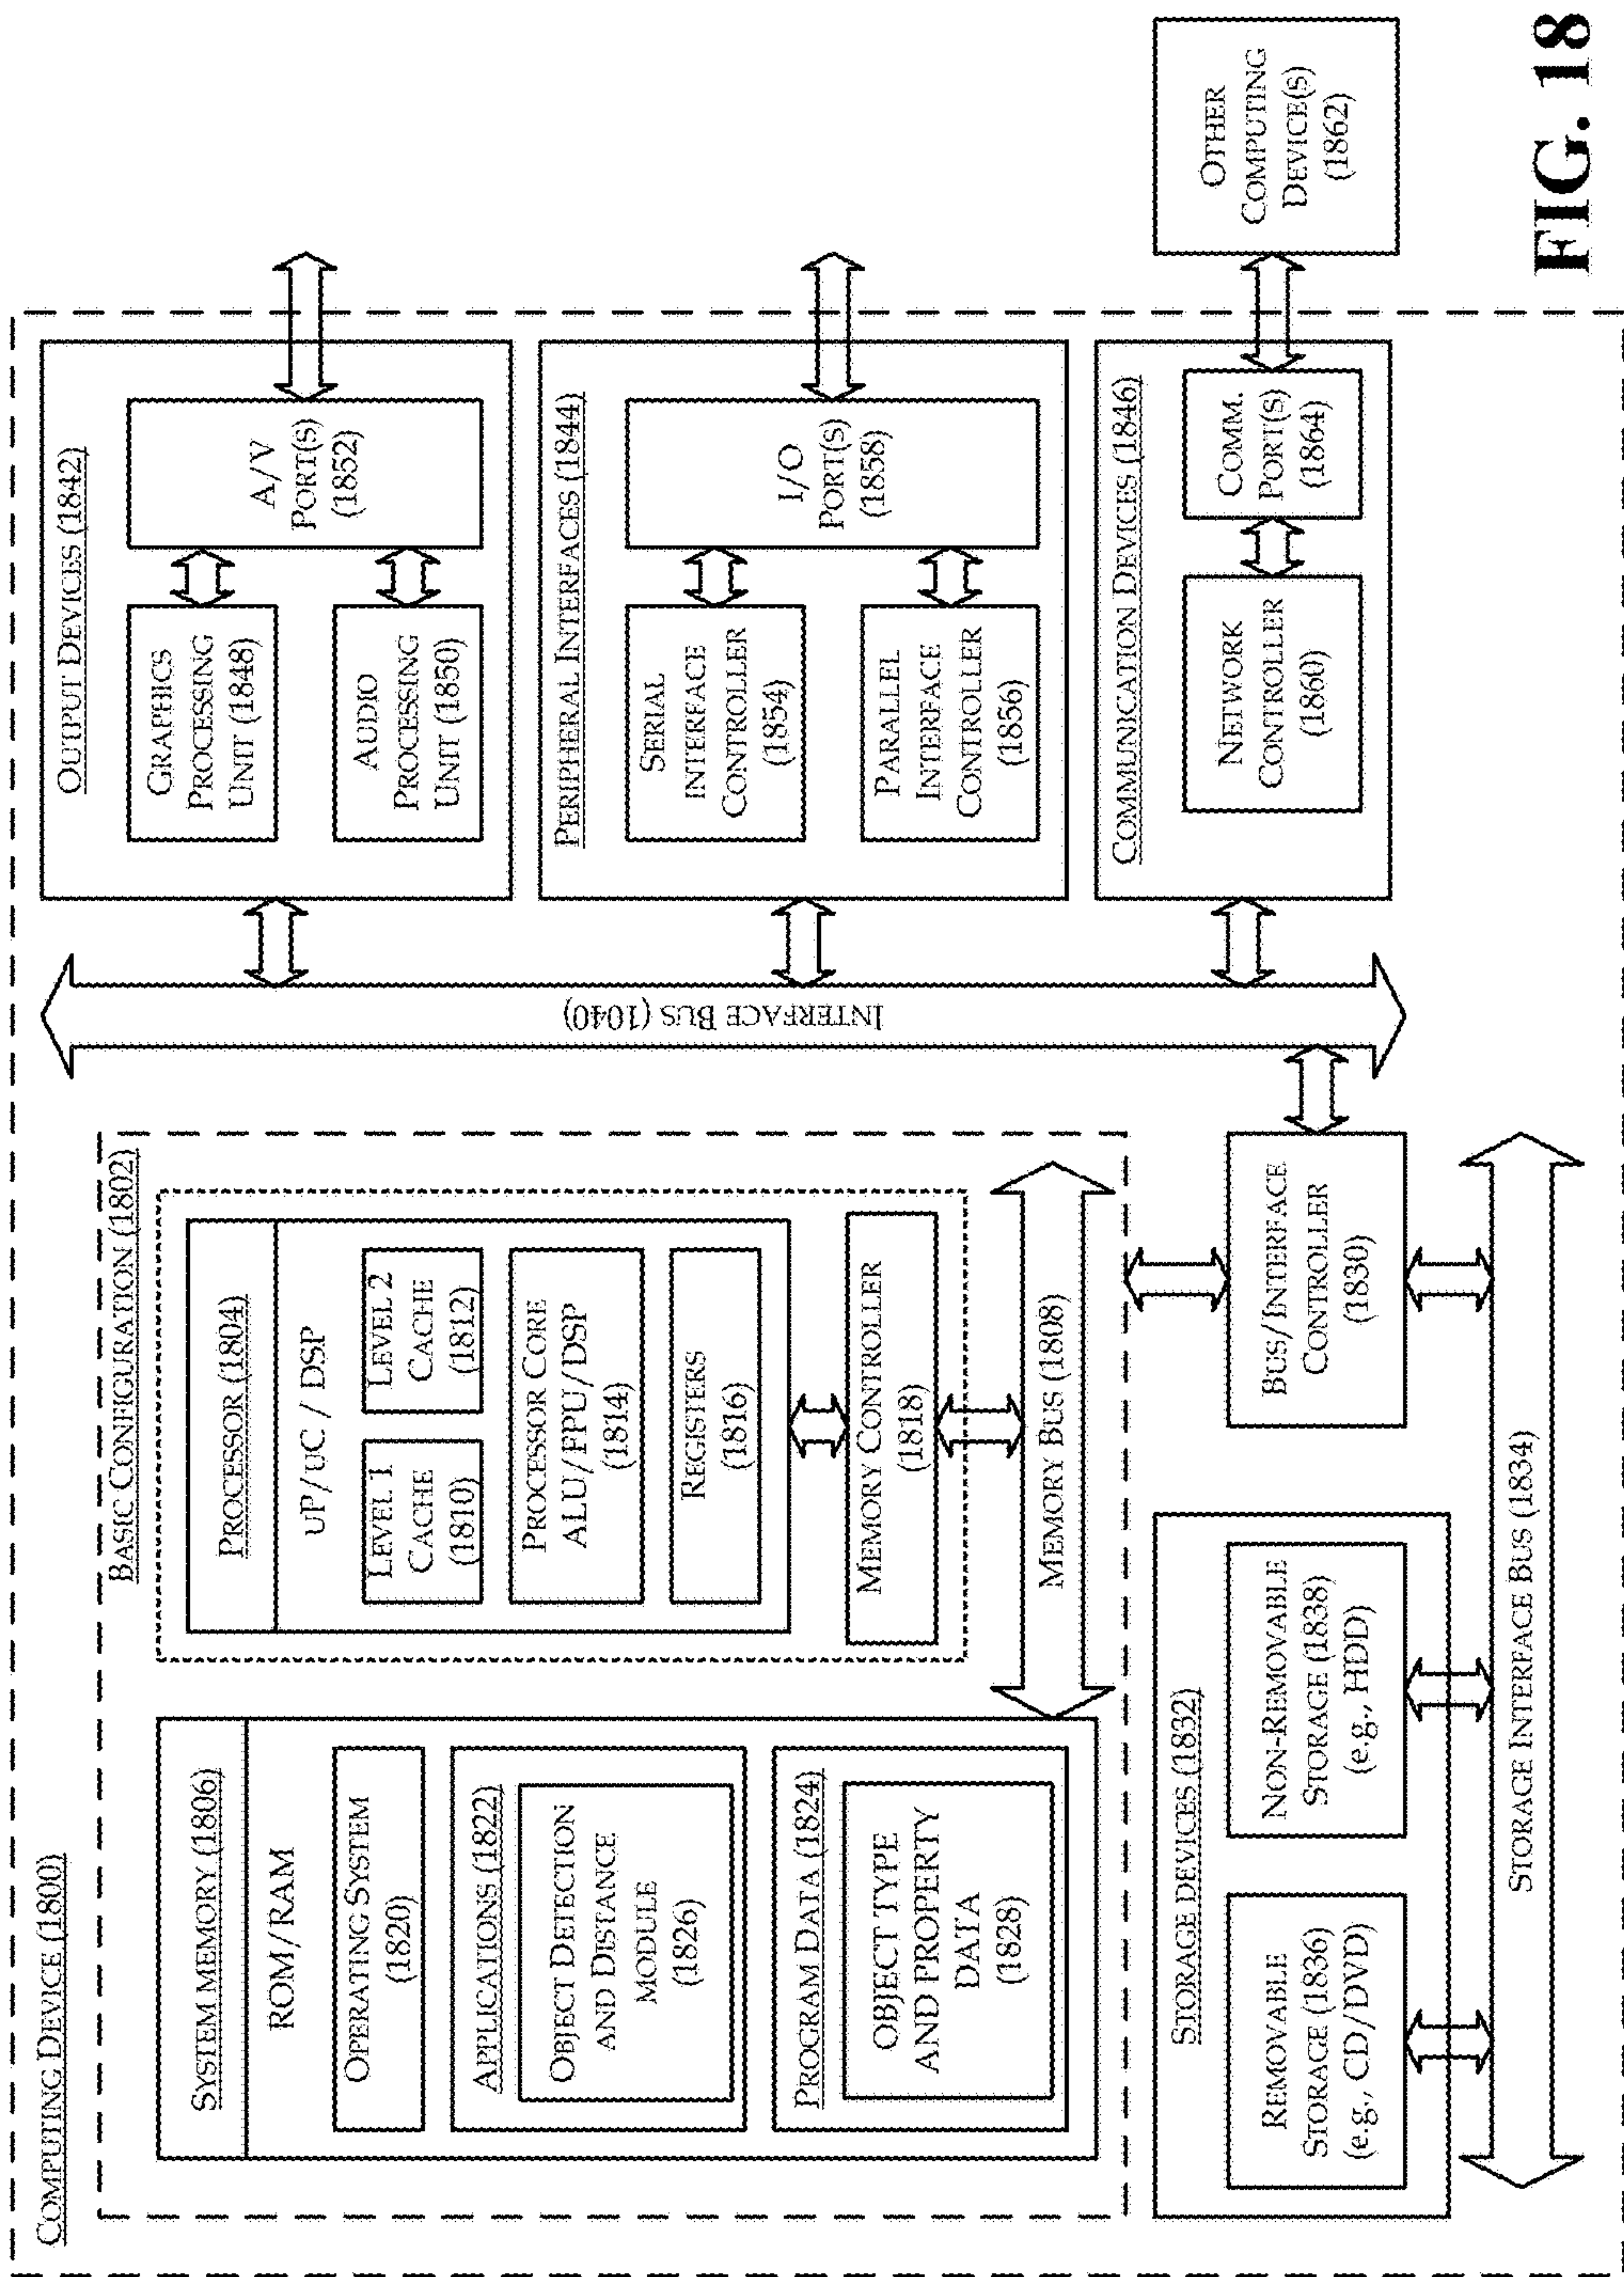 COMPUTING DEVICE (1800)
BASIC CONFIGURATION (1802)
SYSTEM MEMORY (1806)
ROM/RAM
OPERATING SYSTEM
(1820)
APPLICATIONS (1822)
OBJECT DETECTION
AND DISTANCE
MODULE
(1826)
PROGRAM DATA (1824)
OBJECT TYPE
AND PROPERTY
DATA
(1828)
PROCESSOR (1804)
UP/UC / DSP
LEVEL 1
CACHE
(1810)
LEVEL 2
CACHE
(1812)
PROCESSOR CORE
ALU/FPU/DSP
(1814)
REGISTERS
(1816)
MEMORY CONTROLLER
(1818)
MEMORY BUS (1808)
STORAGE DEVICES (1832)
REMOVABLE
STORAGE (1836)
(e.g., CD/DVD)
NON-REMOVABLE
STORAGE (1838)
(e.g., HDD)
BUS/INTERFACE
CONTROLLER
(1830)
STORAGE INTERFACE BUS (1834)
INTERFACE BUS (1040)
OUTPUT DEVICES (1842)
GRAPHICS
PROCESSING
UNIT (1848)
AUDIO
PROCESSING
UNIT (1850)
A/V
PORT(S)
(1852)
PERIPHERAL INTERFACES (1844)
SERIAL
INTERFACE
CONTROLLER
(1854)
PARALLEL
INTERFACE
CONTROLLER
(1856)
I/O
PORT(S)
(1858)
COMMUNICATION DEVICES (1846)
NETWORK
CONTROLLER
(1860)
COMM.
PORT(S)
(1864)
OTHER
COMPUTING
DEVICE(S)
(1862)
FIG. 18